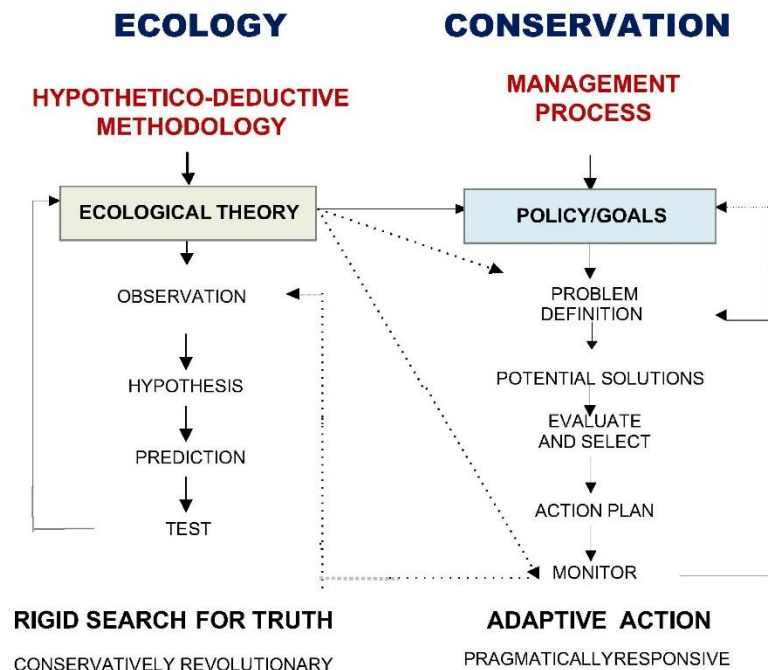 ECOLOGY
HYPOTHETICO-DEDUCTIVE
METHODOLOGY
ECOLOGICAL THEORY
OBSERVATION
HYPOTHESIS
PREDICTION
TEST
RIGID SEARCH FOR TRUTH
CONSERVATIVELY REVOLUTIONARY
CONSERVATION
MANAGEMENT
PROCESS
POLICY/GOALS
PROBLEM
DEFINITION
POTENTIAL SOLUTIONS
EVALUATE
AND SELECT
ACTION PLAN
MONITOR
ADAPTIVE ACTION
PRAGMATICALLYRESPONSIVE